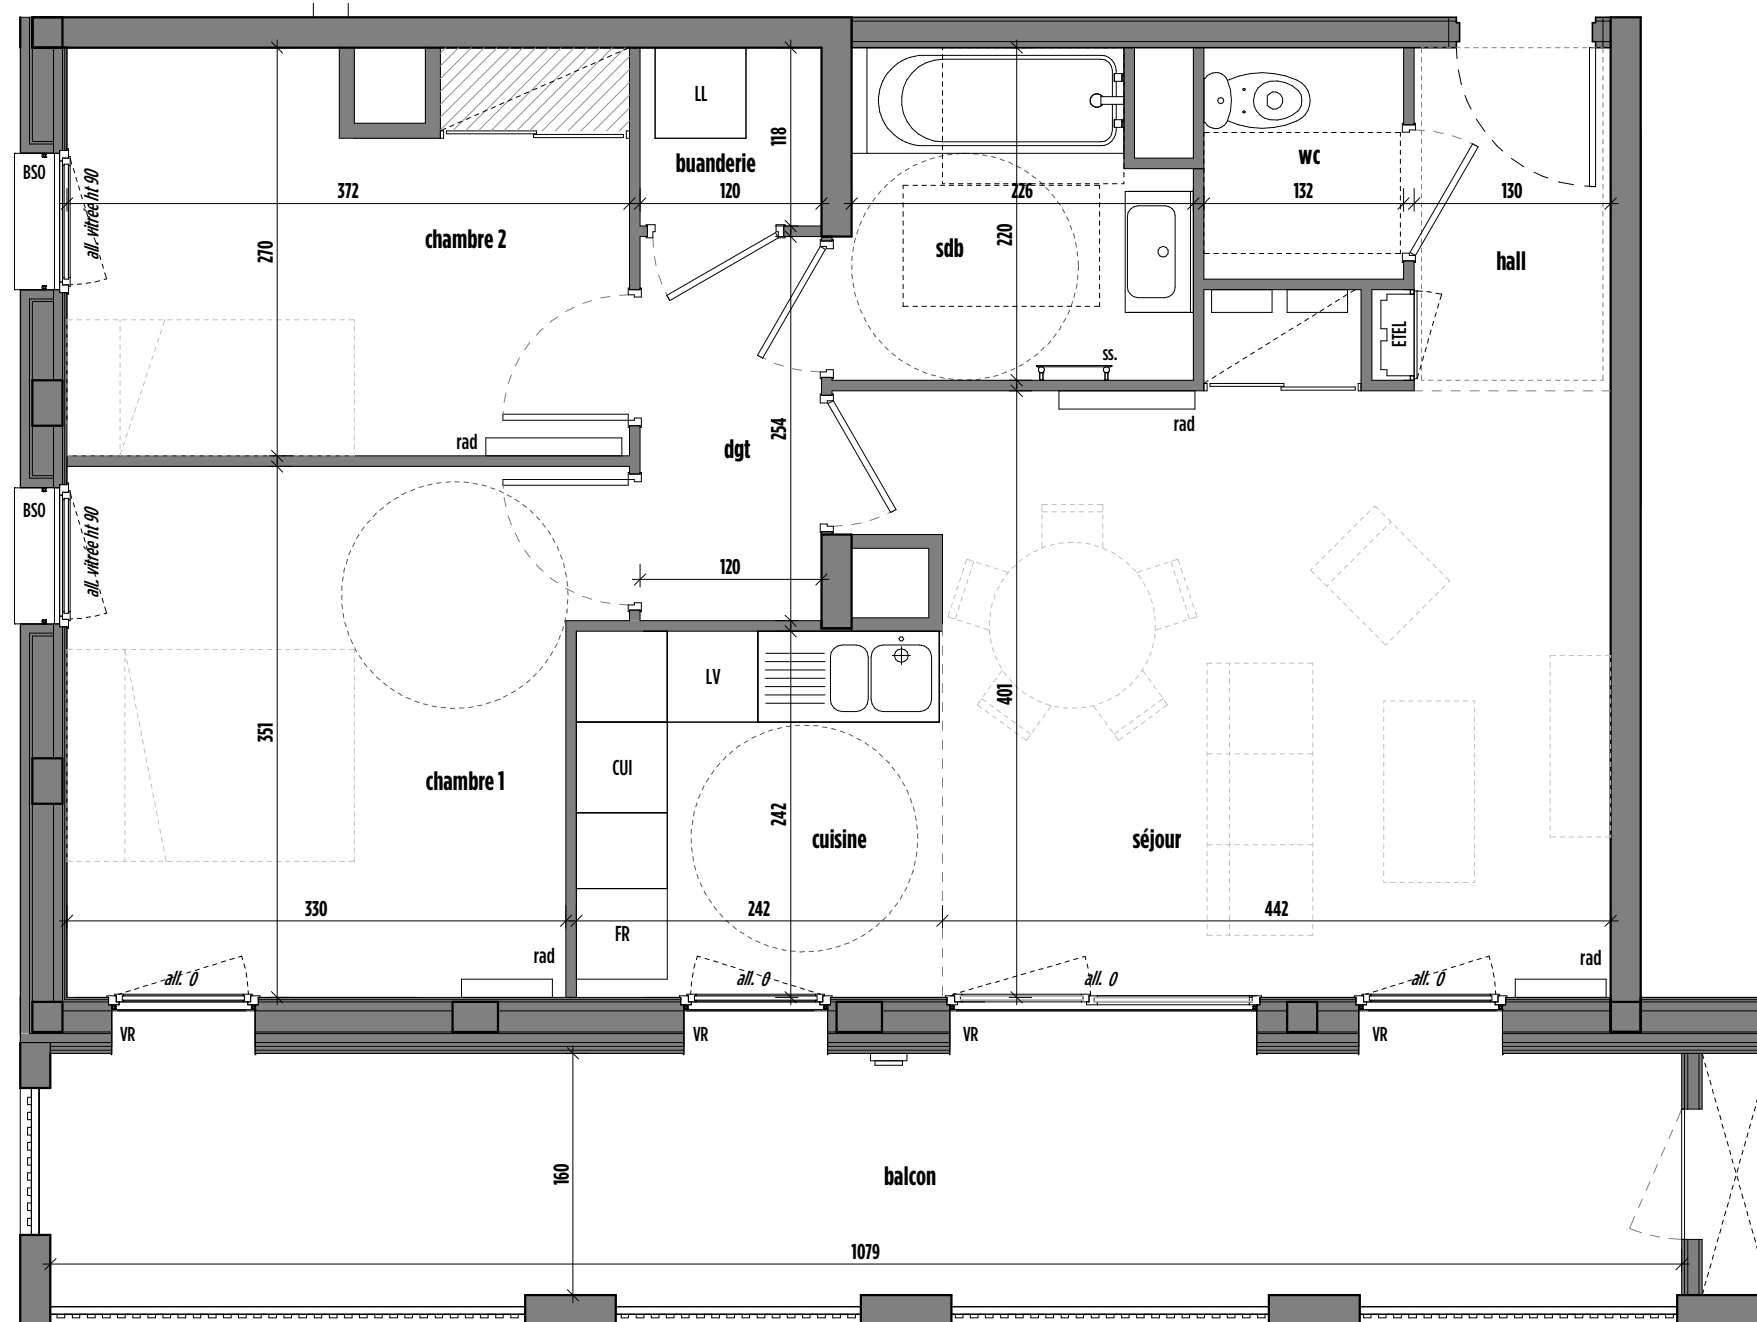 LL
118
buanderie
wc
BSO
all. vitrée ht 90
372
120
226
132
130
chambre 2
270
sdb
220
hall
ETEL
ss.
rad
rad
254
dgt
BSO
all. vitrée ht 90
120
LV
401
351
chambre 1
CUI
242
cuisine
séjour
330
242
442
FR
rad
rad
all. 0
all. 0
all. 0
all. 0
VR
VR
VR
VR
160
balcon
1079